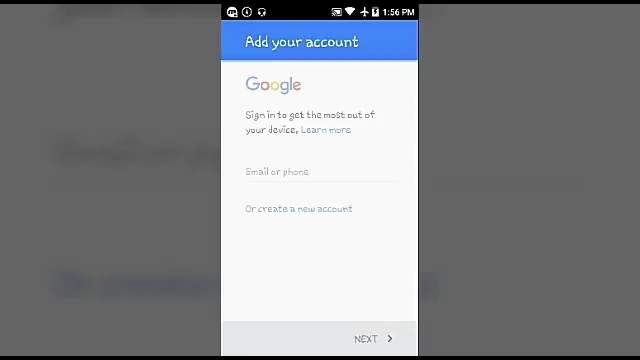 1:56 PM
Add your account
Google
Sign in to get the most out of
your device. Learn more
Email or phone
Or create a new account
NEXT